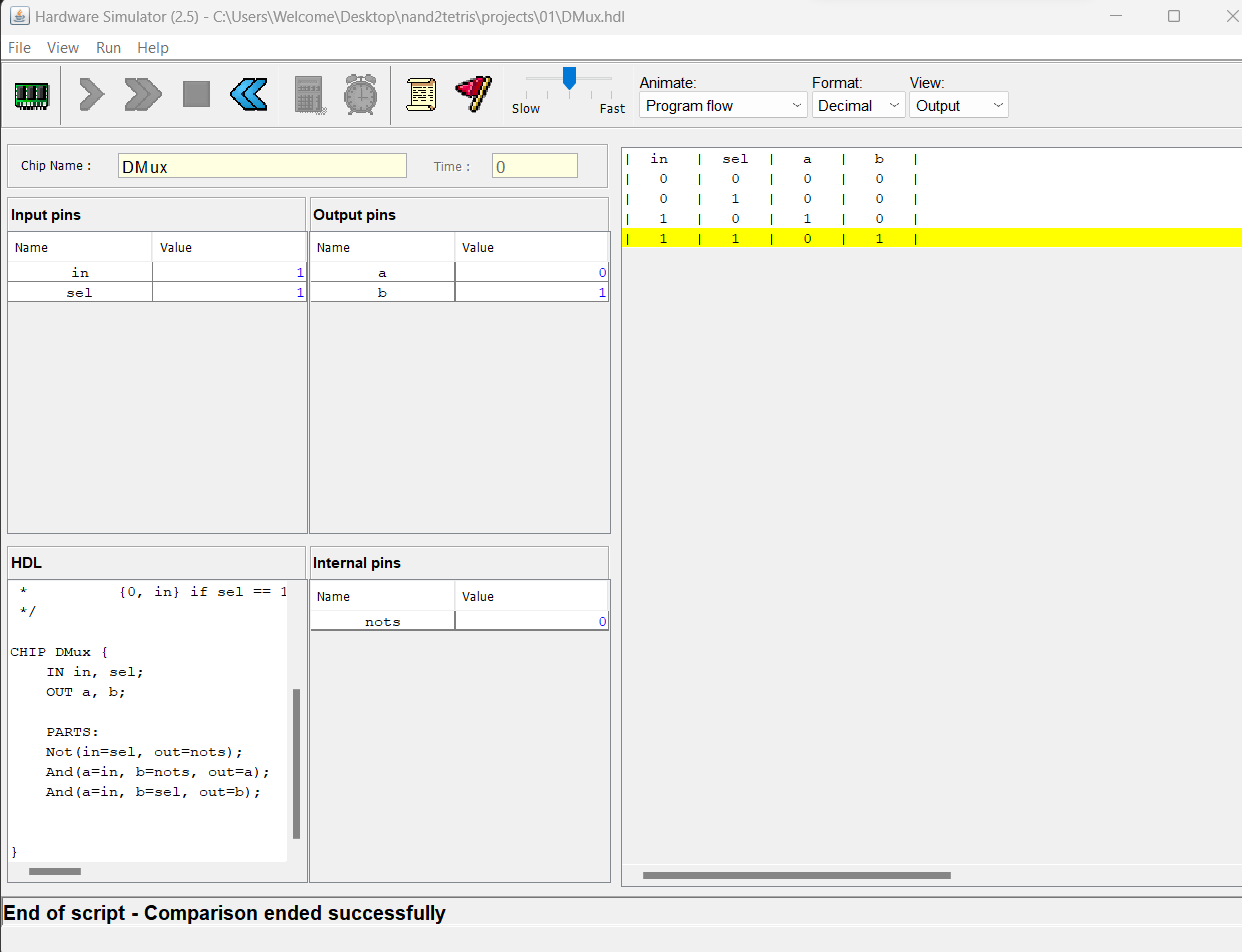 Hardware Simulator (2.5) - C:\Users\Welcome\Desktop\nand2tetris\projects\01\DMux.hdl
File View Run Help
Slow Fast
Animate: Format: View:
Program flow Decimal Output
Chip Name : DMux Time : 0
Input pins
Name Value
in 1
sel 1
Output pins
Name Value
a 0
b 1
| in | sel | a | b |
| 0 | 0 | 0 | 0 |
| 0 | 1 | 0 | 0 |
| 1 | 0 | 1 | 0 |
| 1 | 1 | 0 | 1 |
HDL
* {0, in} if sel == 1
*/
CHIP DMux {
IN in, sel;
OUT a, b;
PARTS:
Not(in=sel, out=nots);
And(a=in, b=nots, out=a);
And(a=in, b=sel, out=b);
}
Internal pins
Name Value
nots 0
End of script - Comparison ended successfully